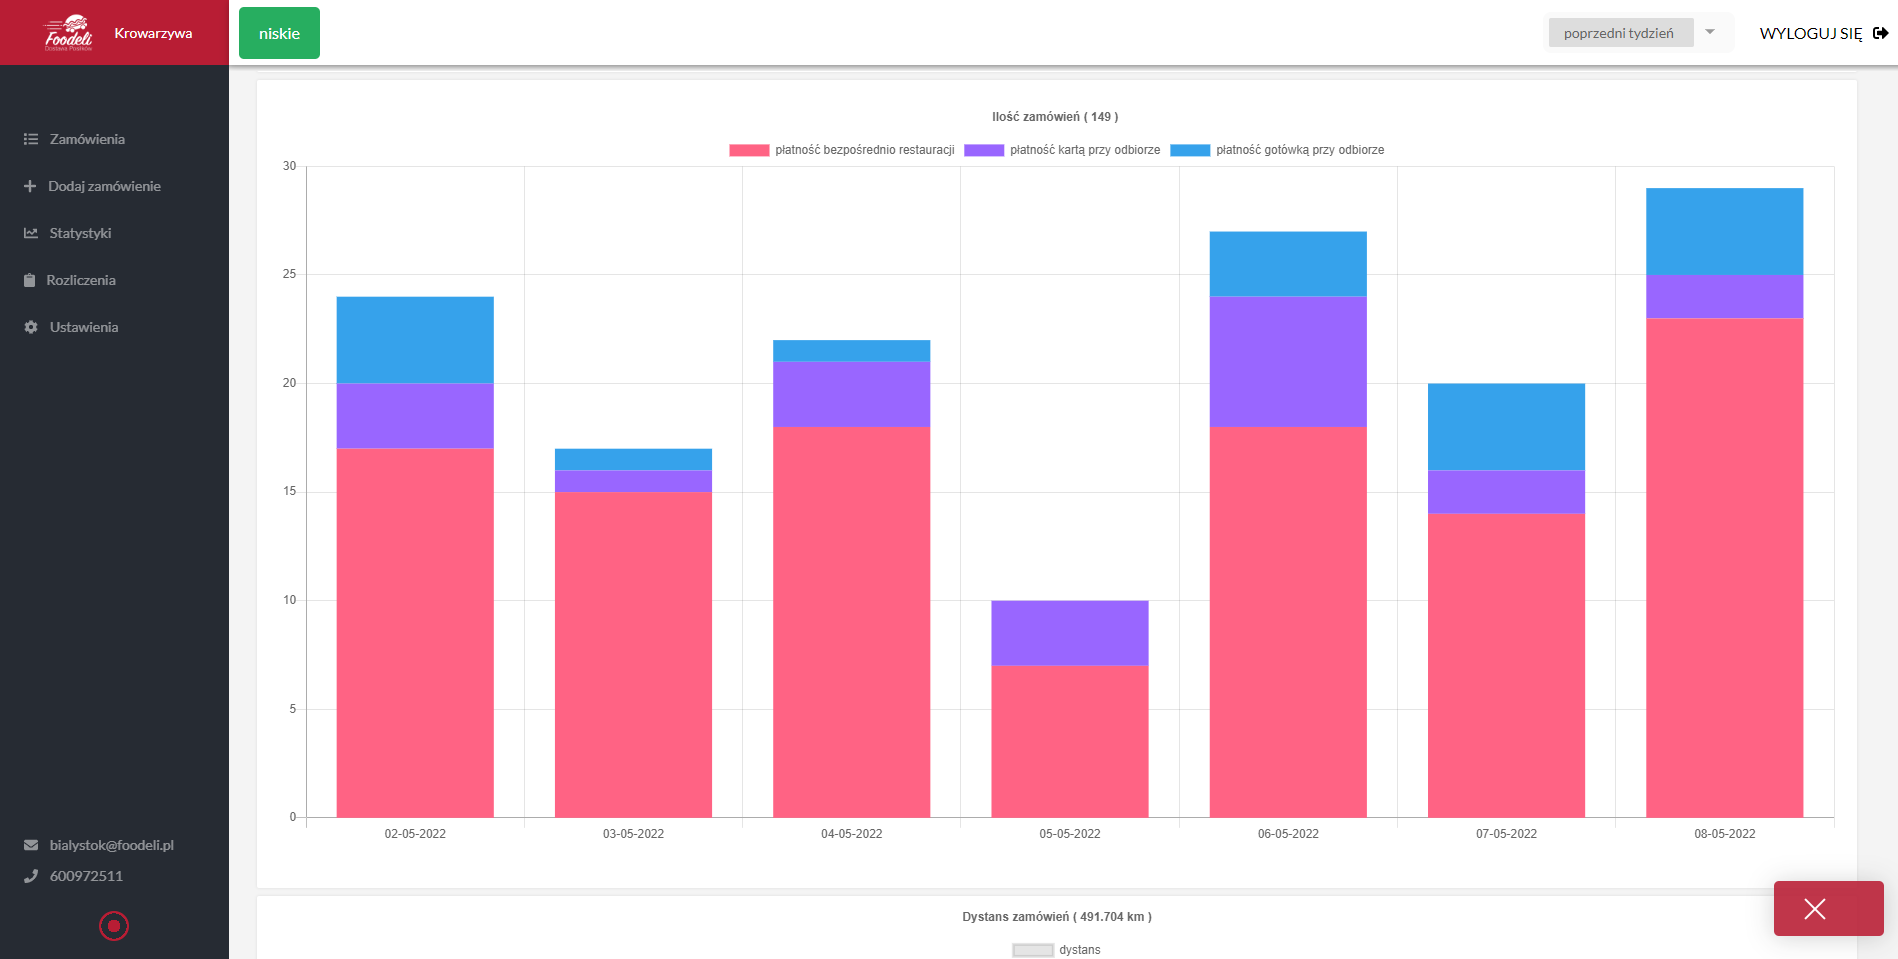 Foodeli
Dostawa Posiłków
Krowarzywa
niskie
poprzedni tydzień
WYLOGUJ SIĘ
Zamówienia
Dodaj zamówienie
Statystyki
Rozliczenia
Ustawienia
bialystok@foodeli.pl
600972511
Ilość zamówień ( 149 )
płatność bezpośrednio restauracji
płatność kartą przy odbiorze
płatność gotówką przy odbiorze
30
25
20
15
10
5
0
02-05-2022
03-05-2022
04-05-2022
05-05-2022
06-05-2022
07-05-2022
08-05-2022
Dystans zamówień ( 491.704 km )
dystans